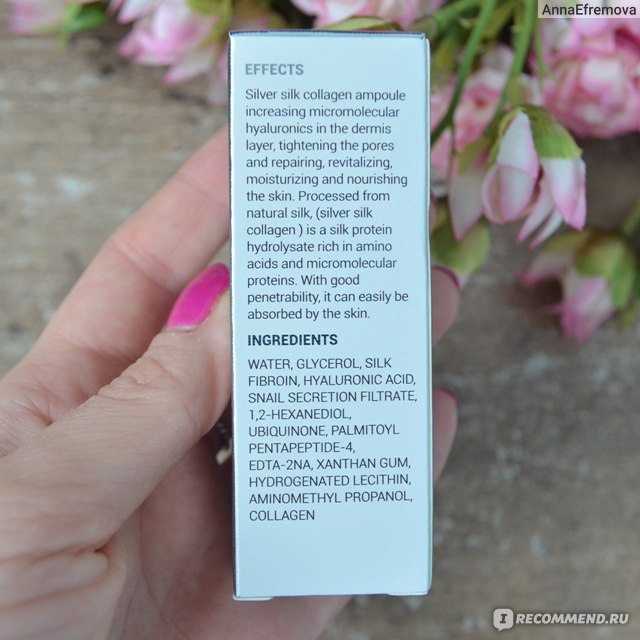 AnnaEfremova
EFFECTS
Silver silk collagen ampoule
increasing micromolecular
hyaluronics in the dermis
layer, tightening the pores
and repairing, revitalizing,
moisturizing and nourishing
the skin. Processed from
natural silk, (silver silk
collagen ) is a silk protein
hydrolysate rich in amino
acids and micromolecular
proteins. With good
penetrability, it can easily be
absorbed by the skin.
INGREDIENTS
WATER, GLYCEROL, SILK
FIBROIN, HYALURONIC ACID,
SNAIL SECRETION FILTRATE,
1,2-HEXANEDIOL,
UBIQUINONE, PALMITOYL
PENTAPEPTIDE-4,
EDTA-2NA, XANTHAN GUM,
HYDROGENATED LECITHIN,
AMINOMETHYL PROPANOL,
COLLAGEN
I RECOMMEND.RU